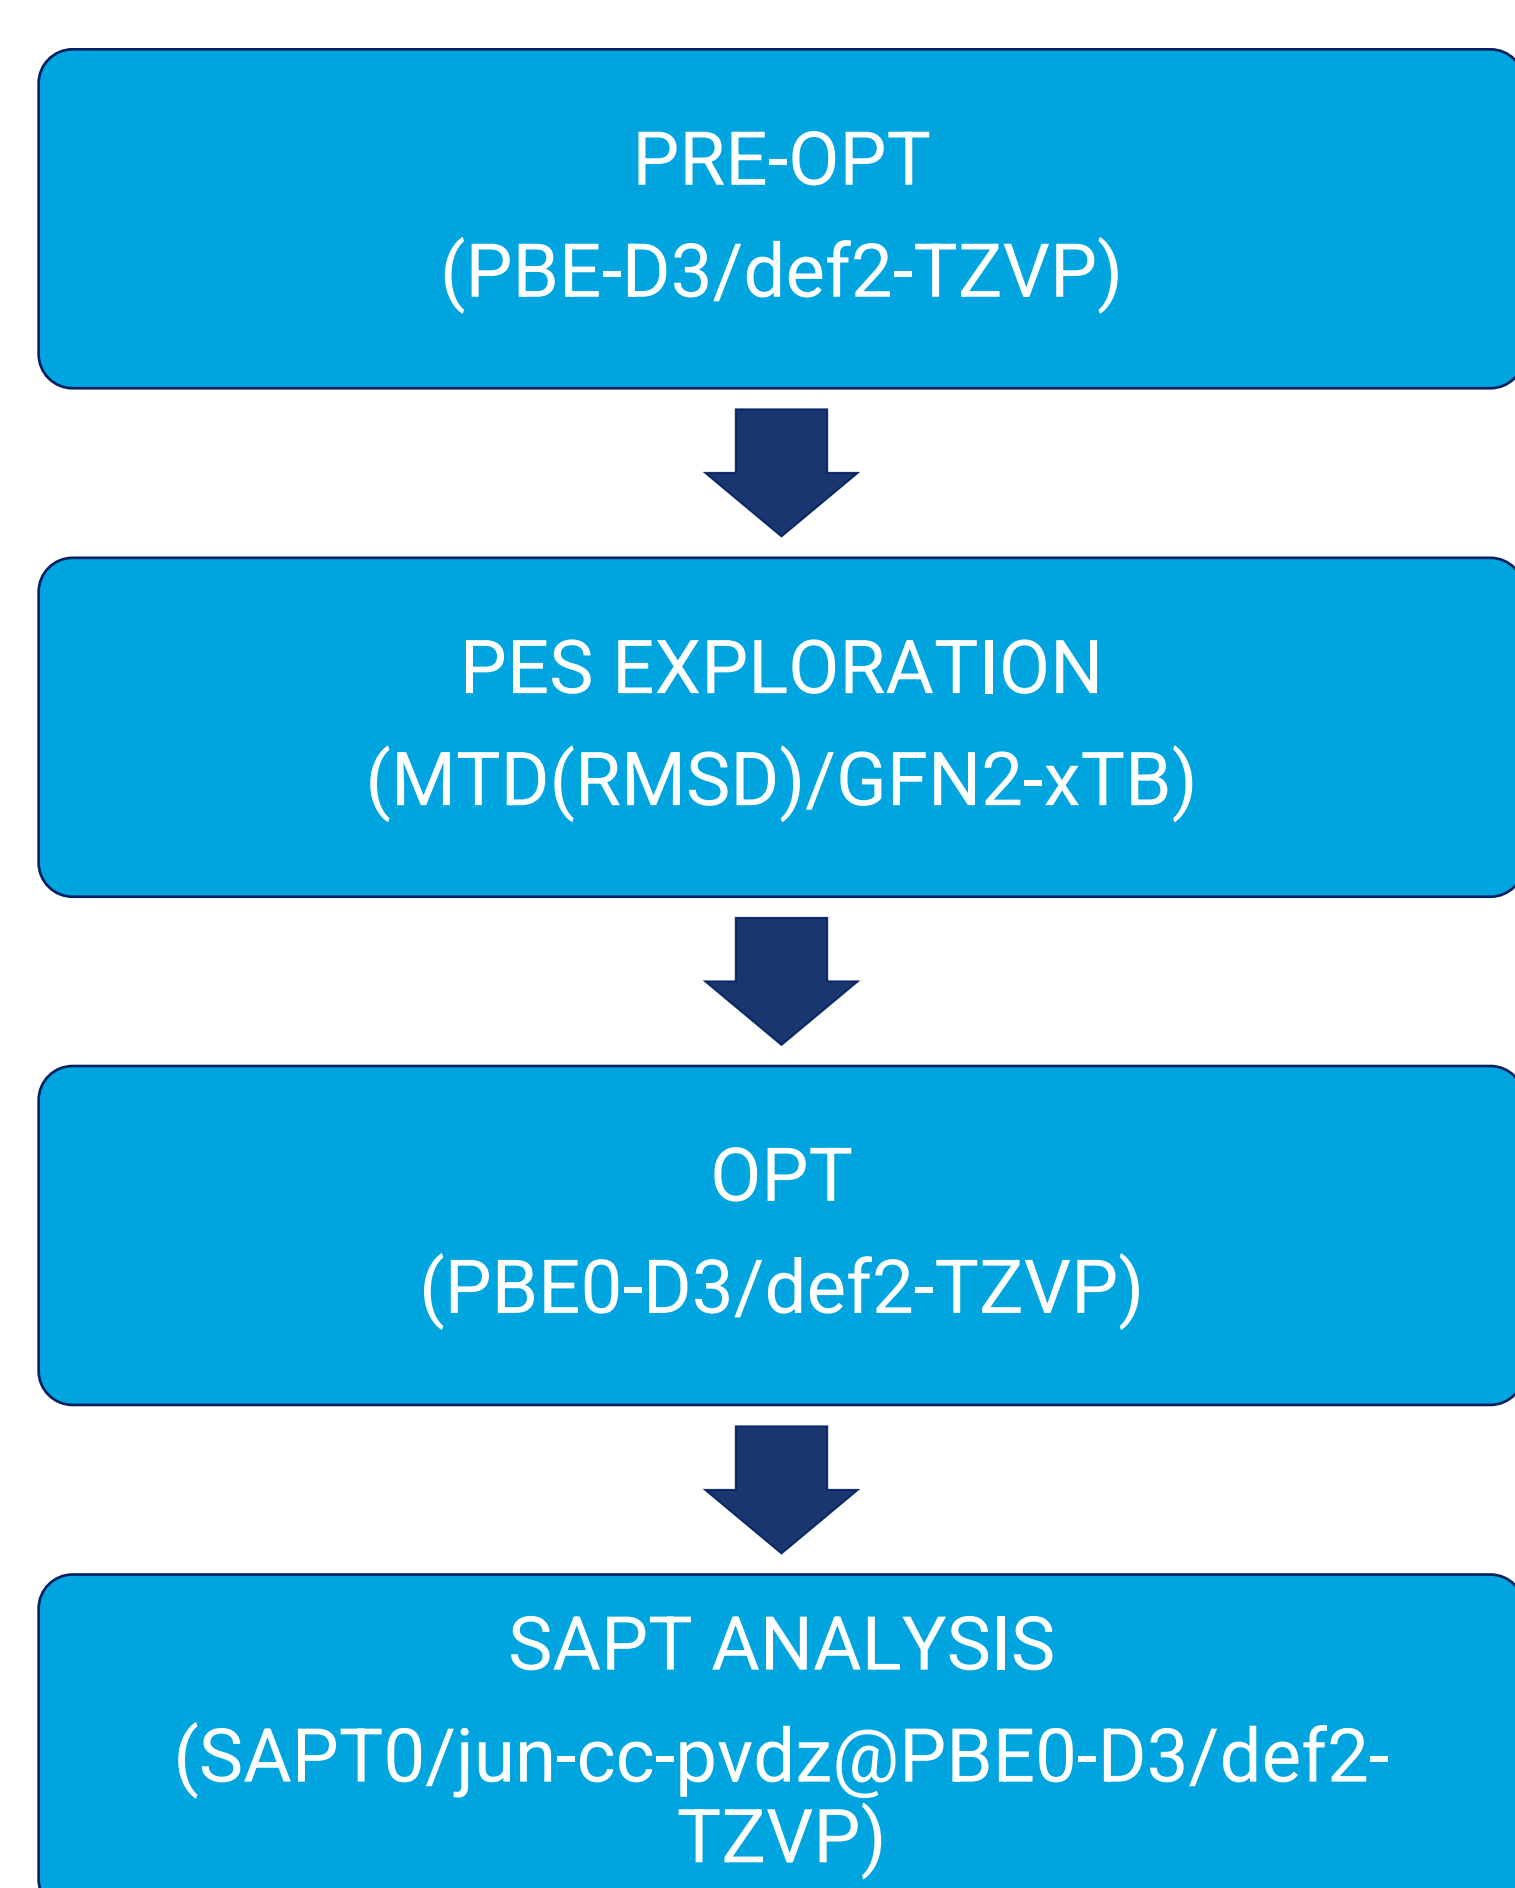 PRE-OPT
(PBE-D3/def2-TZVP)
PES EXPLORATION
(MTD(RMSD)/GFN2-xTB)
OPT
(PBE0-D3/def2-TZVP)
SAPT ANALYSIS
(SAPT0/jun-cc-pvdz@PBE0-D3/def2-
TZVP)